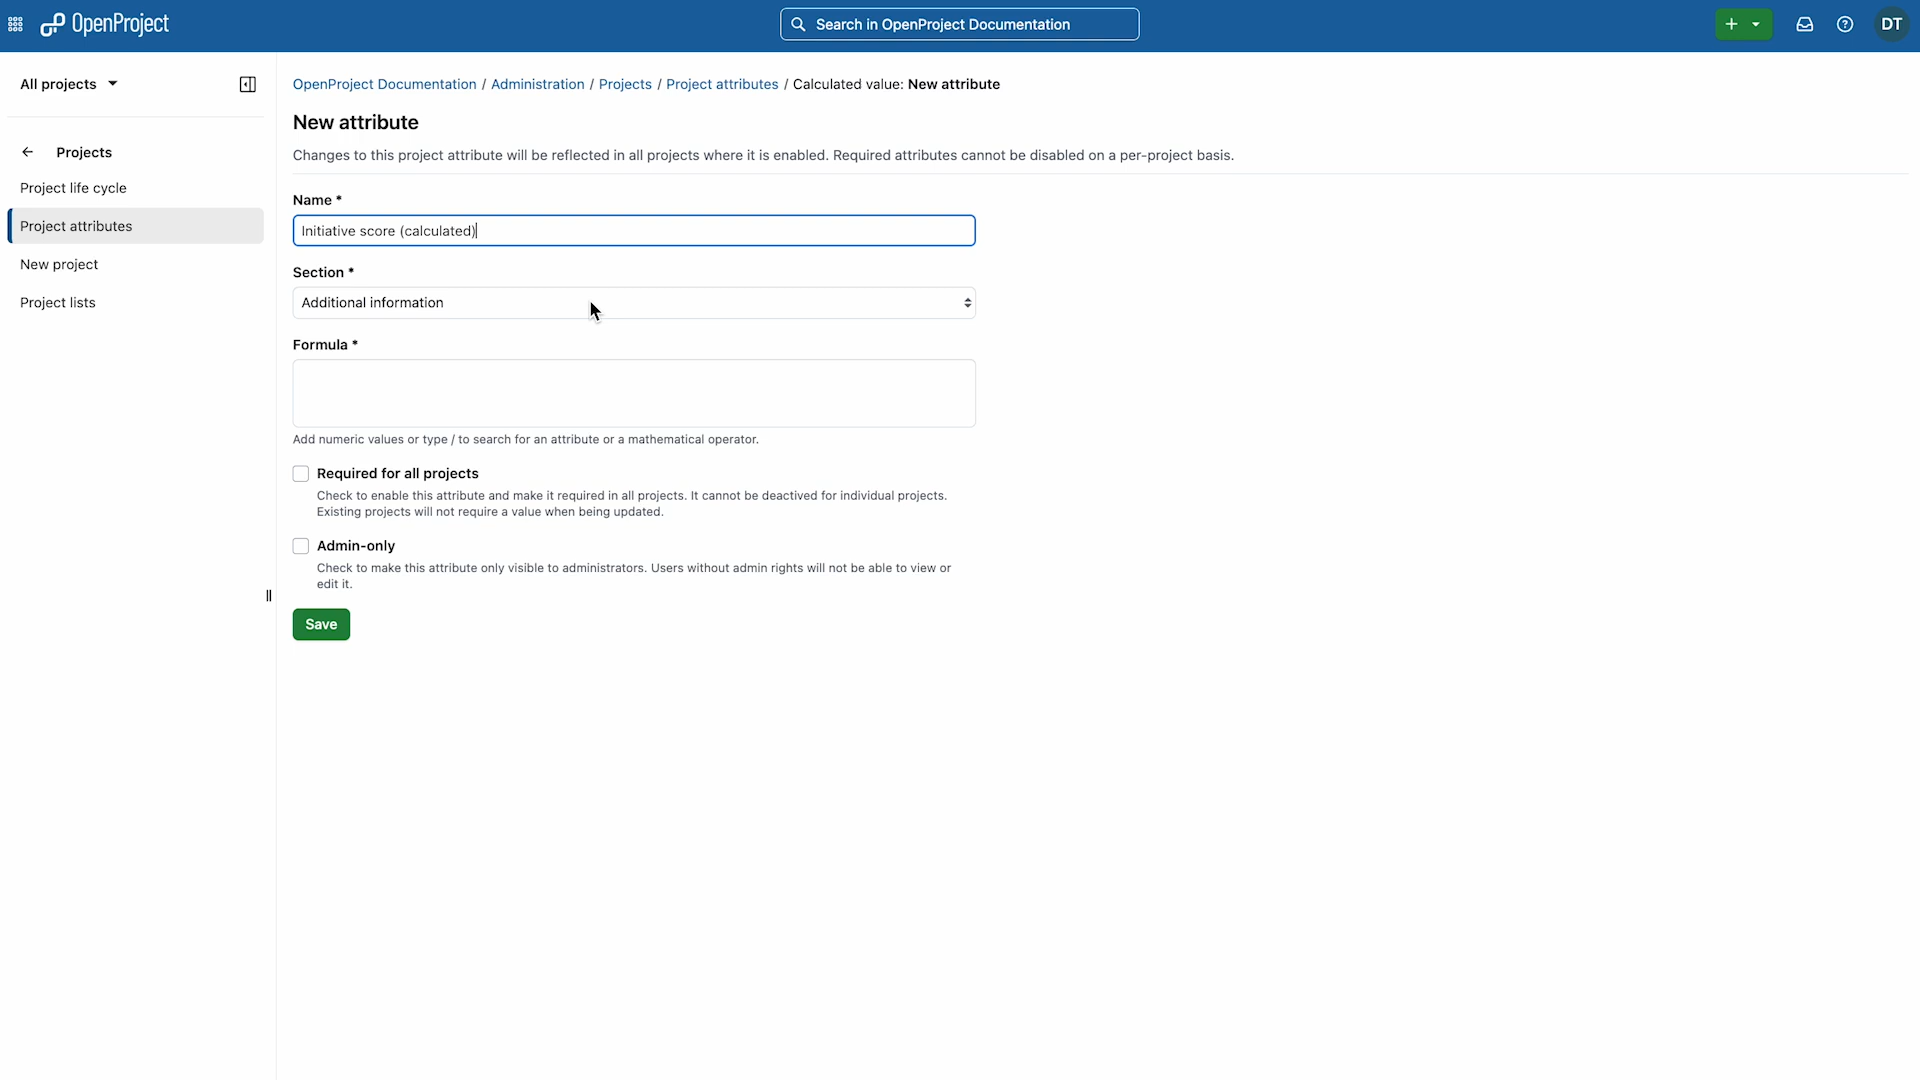 OpenProject
Search in OpenProject Documentation
+
DT
All projects
OpenProject Documentation / Administration / Projects / Project attributes / Calculated value: New attribute
Projects
Project life cycle
Project attributes
New project
Project lists
New attribute
Changes to this project attribute will be reflected in all projects where it is enabled. Required attributes cannot be disabled on a per-project basis.
Name *
Initiative score (calculated)
Section *
Additional information
Formula *
Add numeric values or type / to search for an attribute or a mathematical operator.
Required for all projects
Check to enable this attribute and make it required in all projects. It cannot be deactived for individual projects.
Existing projects will not require a value when being updated.
Admin-only
Check to make this attribute only visible to administrators. Users without admin rights will not be able to view or
edit it.
Save